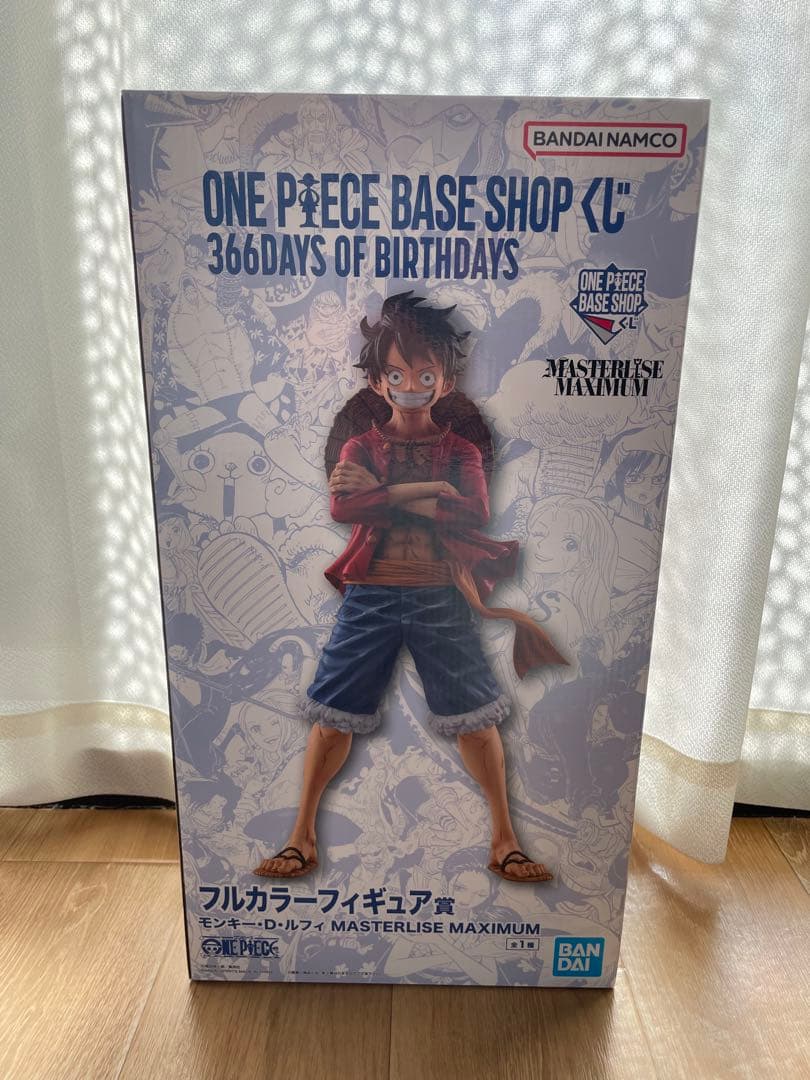 BANDAI NAMCO
ONE PIECE BASE SHOP くじ
366DAYS OF BIRTHDAYS
ONE PIECE
BASE SHOP
くじ
MASTERLISE
MAXIMUM
フルカラーフィギュア賞
モンキー・D・ルフィ MASTERLISE MAXIMUM
全1種
ONE PIECE
BAN
DAI